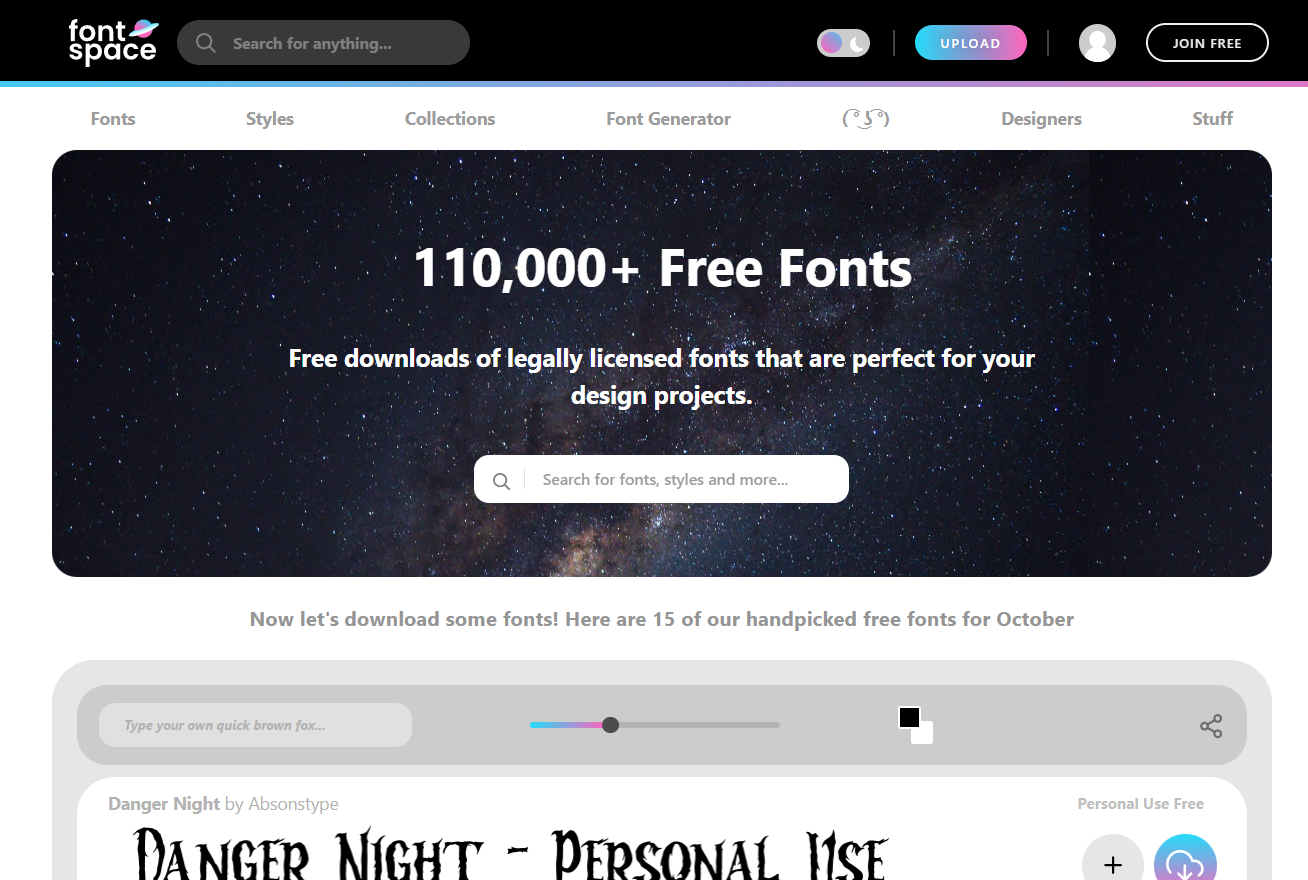 font
space
Search for anything...
UPLOAD
JOIN FREE
Fonts
Styles
Collections
Font Generator
( ͡° ͜ʖ ͡°)
Designers
Stuff
110,000+ Free Fonts
Free downloads of legally licensed fonts that are perfect for your
design projects.
Search for fonts, styles and more...
Now let's download some fonts! Here are 15 of our handpicked free fonts for October
Type your own quick brown fox...
Danger Night by Absonstype
Personal Use Free
Danger Night - Personal Use